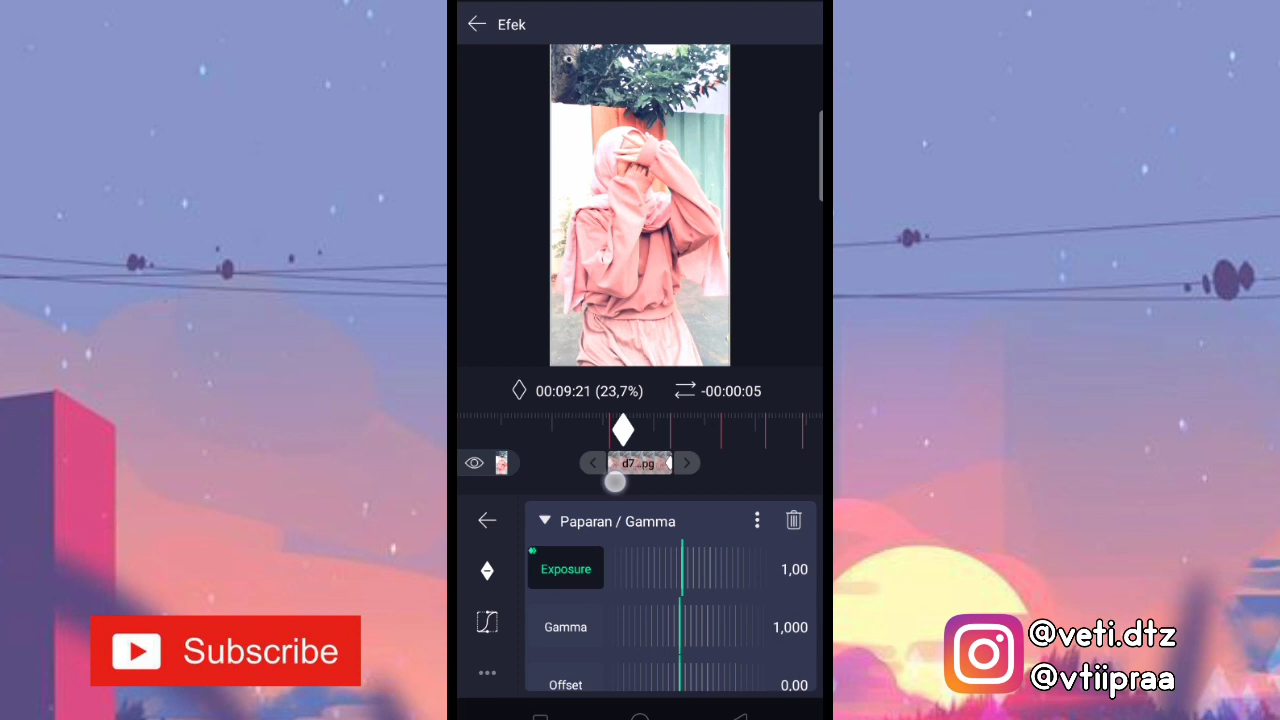 Efek
00:09:21 (23,7%)
-00:00:05
d7...pg
Paparan / Gamma
Exposure
1,00
Gamma
1,000
Offset
0,00
Subscribe
@veti.dtz
@vtiipraa